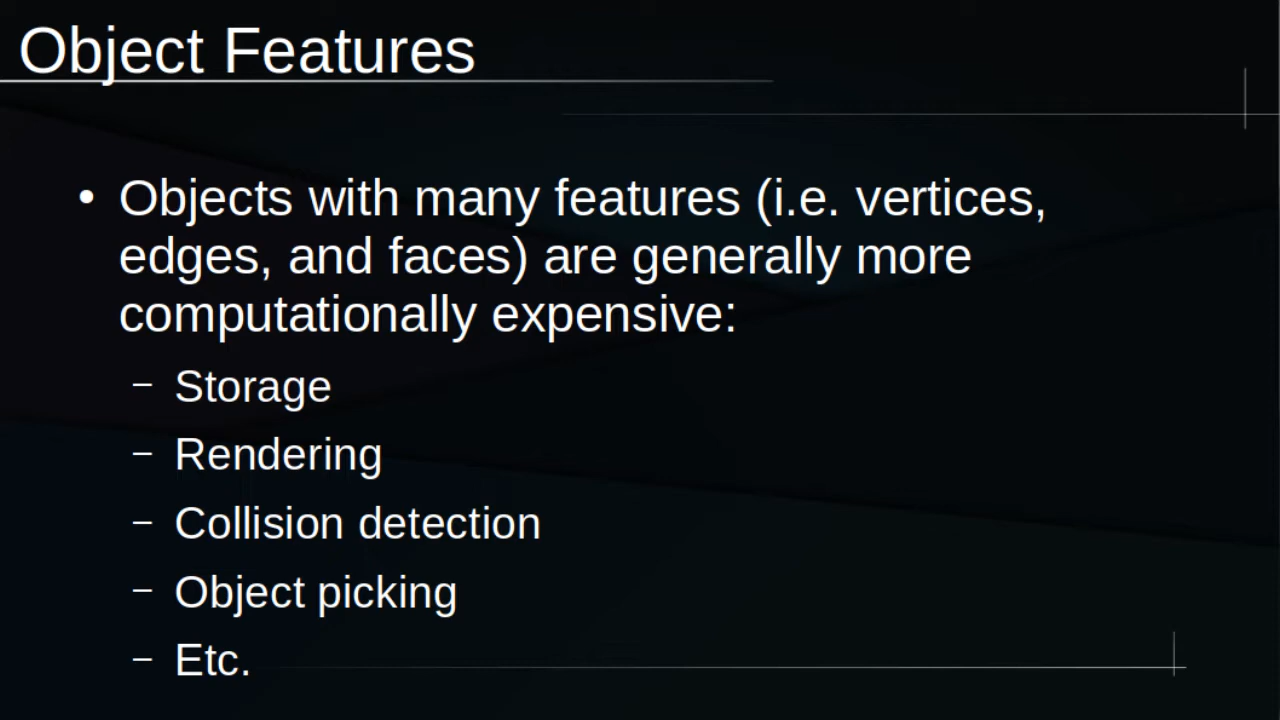 Object Features
• Objects with many features (i.e. vertices,
edges, and faces) are generally more
computationally expensive:
– Storage
– Rendering
– Collision detection
– Object picking
– Etc.